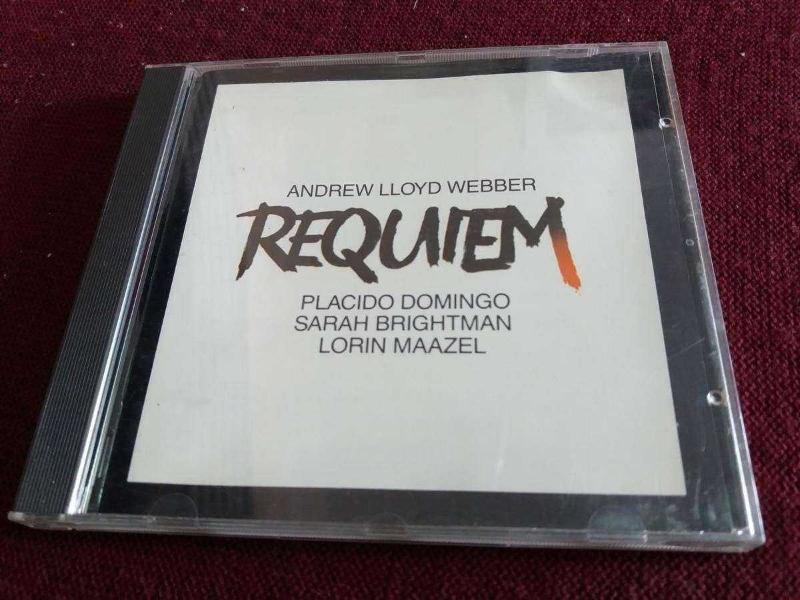 ANDREW LLOYD WEBBER
REQUIEM
PLACIDO DOMINGO
SARAH BRIGHTMAN
LORIN MAAZEL